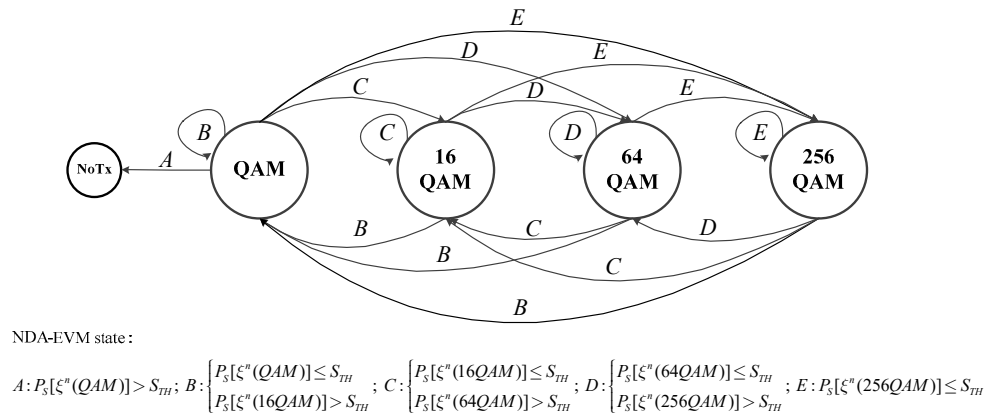 E
D
E
C
D
E
B
C
D
E
A
NoTx
QAM
16
QAM
64
QAM
256
QAM
B
C
D
B
C
B
NDA-EVM state:
A: P_S[ξ^n(QAM)] > S_TH ; B: { P_S[ξ^n(QAM)] ≤ S_TH ; C: { P_S[ξ^n(16QAM)] ≤ S_TH ; D: { P_S[ξ^n(64QAM)] ≤ S_TH ; E: P_S[ξ^n(256QAM)] ≤ S_TH
P_S[ξ^n(16QAM)] > S_TH P_S[ξ^n(64QAM)] > S_TH P_S[ξ^n(256QAM)] > S_TH